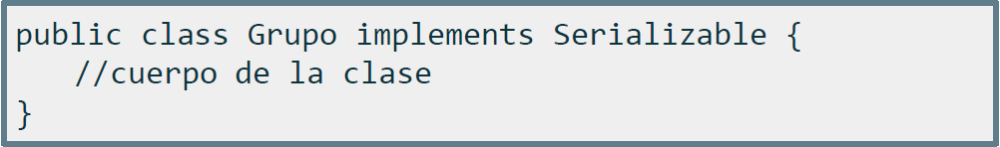 public class Grupo implements Serializable {
//cuerpo de la clase
}